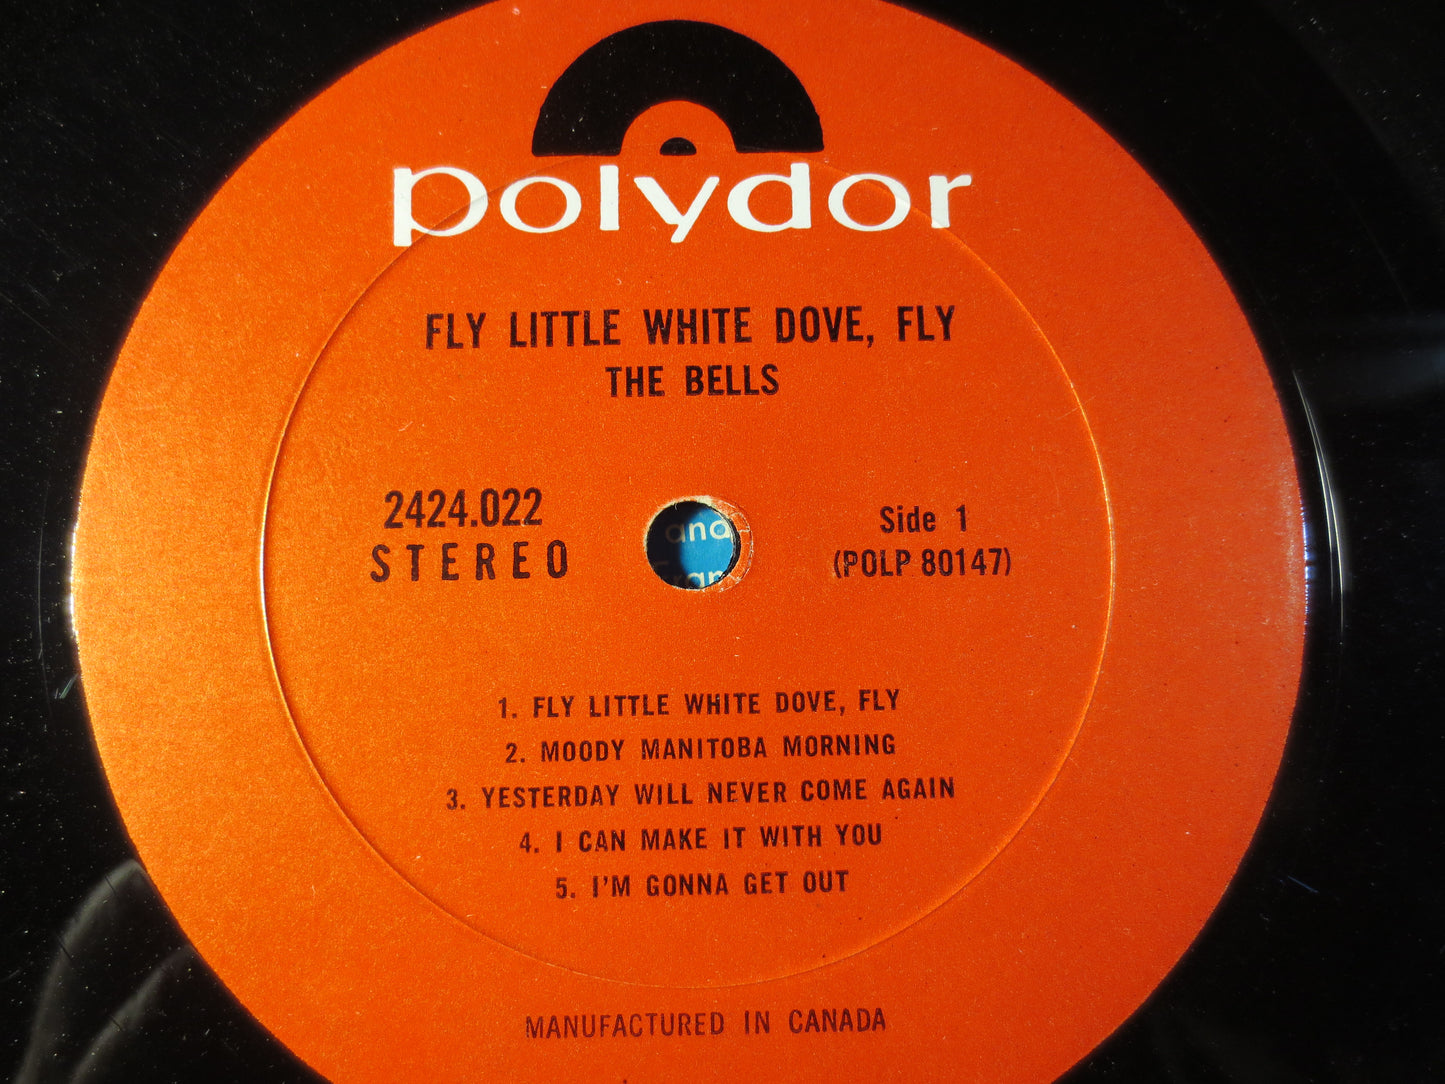 polydor
FLY LITTLE WHITE DOVE, FLY
THE BELLS
2424.022
STEREO
Side 1
(POLP 80147)
and
1. FLY LITTLE WHITE DOVE, FLY
2. MOODY MANITOBA MORNING
3. YESTERDAY WILL NEVER COME AGAIN
4. I CAN MAKE IT WITH YOU
5. I'M GONNA GET OUT
MANUFACTURED IN CANADA